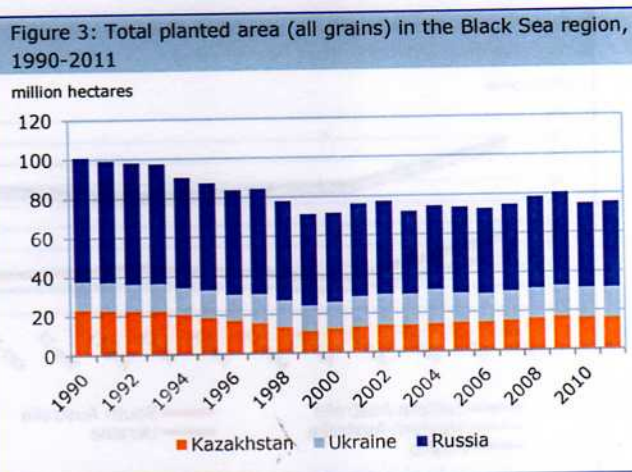 Figure 3: Total planted area (all grains) in the Black Sea region,
1990-2011
million hectares
120
100
80
60
40
20
0
1990 1992 1994 1996 1998 2000 2002 2004 2006 2008 2010
Kazakhstan Ukraine Russia